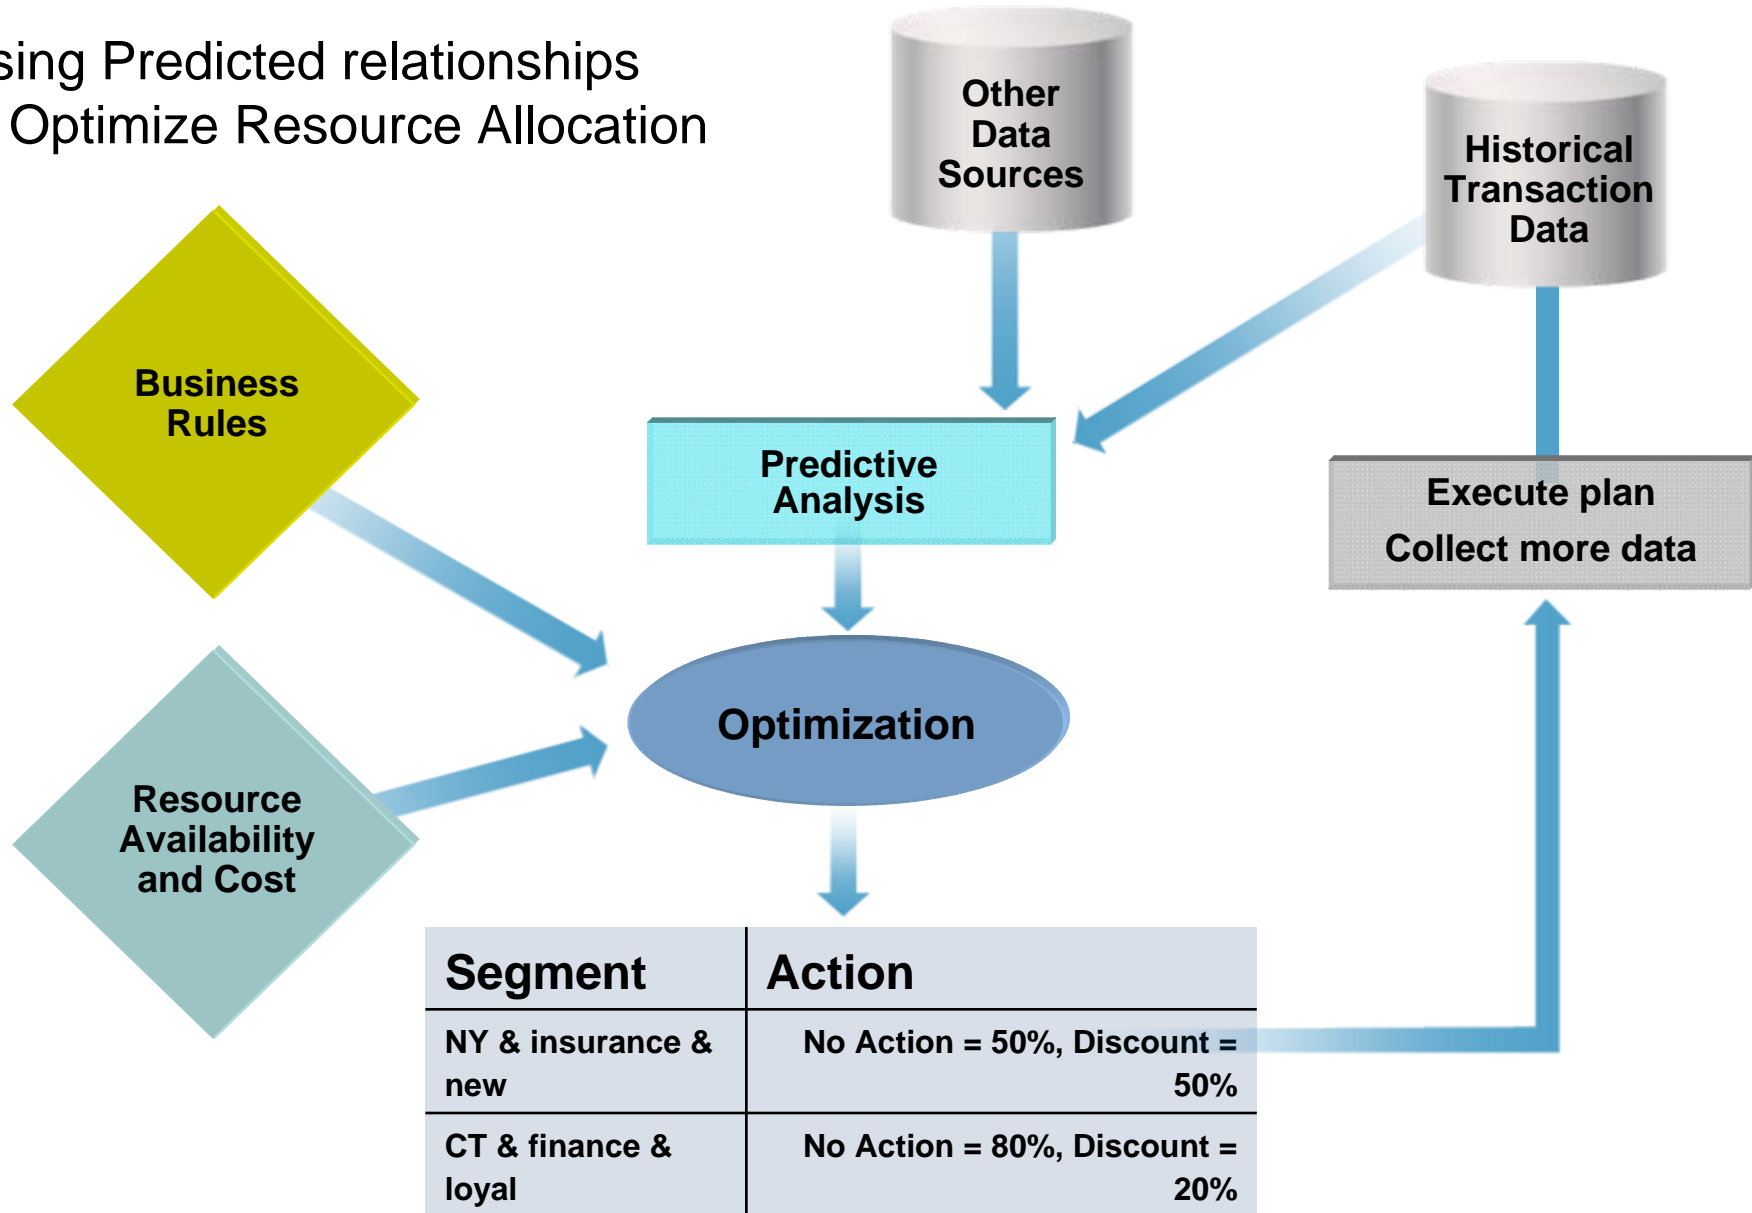 sing Predicted relationships
Optimize Resource Allocation
Other
Data
Sources
Historical
Transaction
Data
Business
Rules
Predictive
Analysis
Execute plan
Collect more data
Optimization
Resource
Availability
and Cost
Segment
Action
NY & insurance &
new
No Action = 50%, Discount =
50%
CT & finance &
loyal
No Action = 80%, Discount =
20%